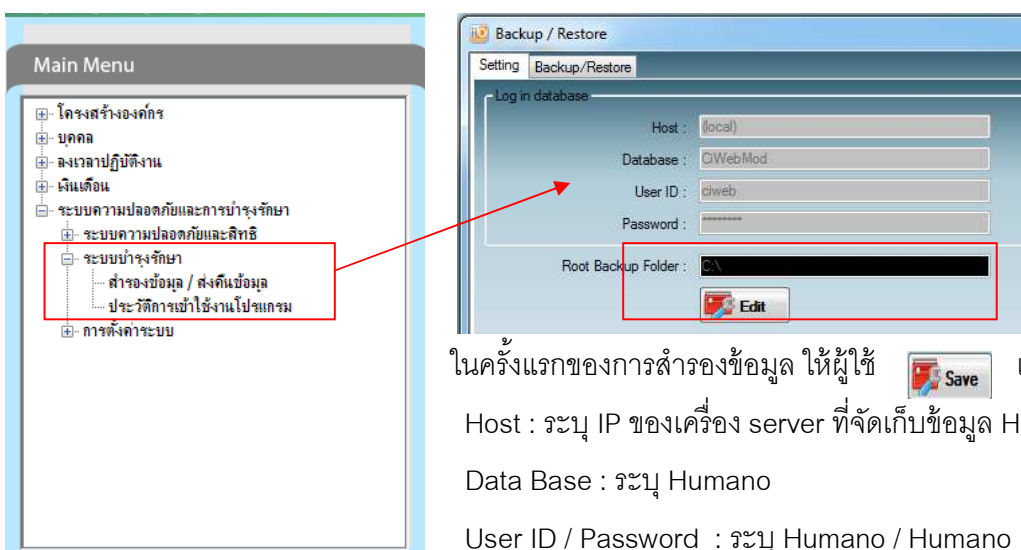 Main Menu
โครงสร้างองค์กร
บุคคล
ลงเวลาปฏิบัติงาน
เงินเดือน
ระบบความปลอดภัยและการบำรุงรักษา
ระบบความปลอดภัยและสิทธิ
ระบบบำรุงรักษา
สำรองข้อมูล / ส่งคืนข้อมูล
ประวัติการเข้าใช้งานโปรแกรม
การตั้งค่าระบบ
Backup / Restore
Setting Backup/Restore
Log in database
Host : (local)
Database : CiWebMod
User ID : ciweb
Password : ********
Root Backup Folder : C:\
Edit
ในครั้งแรกของการสำรองข้อมูล ให้ผู้ใช้ Save
Host : ระบุ IP ของเครื่อง server ที่จัดเก็บข้อมูล H
Data Base : ระบุ Humano
User ID / Password : ระบุ Humano / Humano